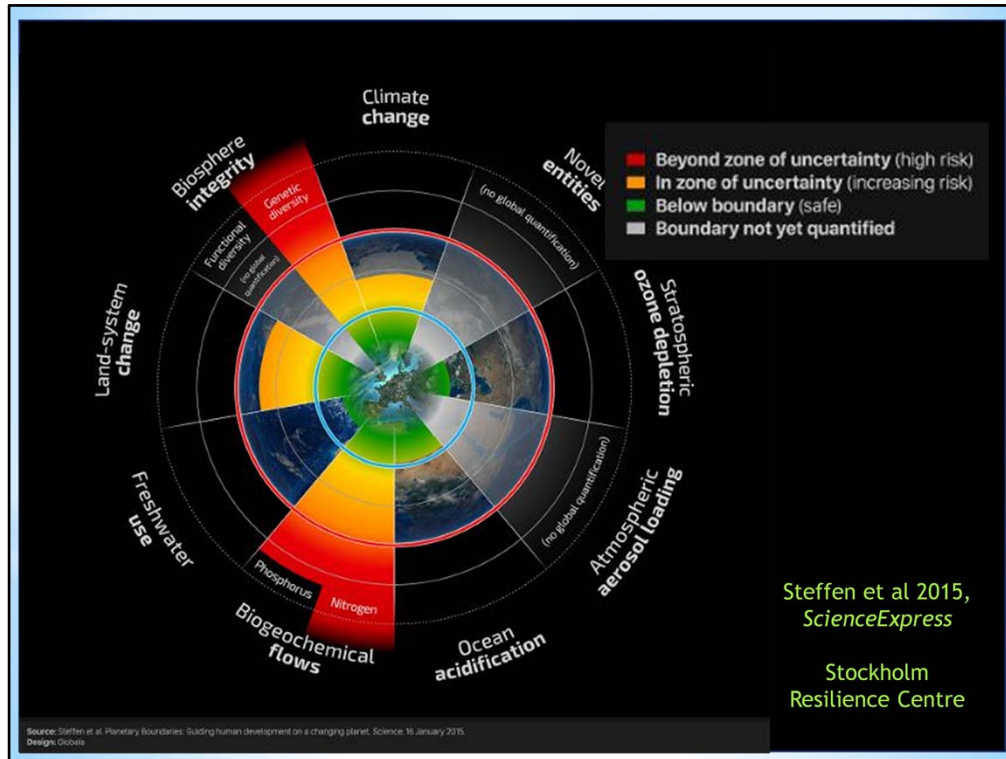 Climate
change
Novel
entities
(no global quantification)
Stratospheric
ozone depletion
Atmospheric
aerosol loading
(no global quantification)
Ocean
acidification
Biogeochemical
flows
Phosphorus
Nitrogen
Freshwater
use
Land-system
change
Biosphere
integrity
Functional
diversity
(no global
quantification)
Genetic
diversity
Beyond zone of uncertainty (high risk)
In zone of uncertainty (increasing risk)
Below boundary (safe)
Boundary not yet quantified
Steffen et al 2015,
ScienceExpress
Stockholm
Resilience Centre
Source: Steffen et al. Planetary Boundaries: Guiding human development on a changing planet, Science, 16 January 2015.
Design: Globaïa